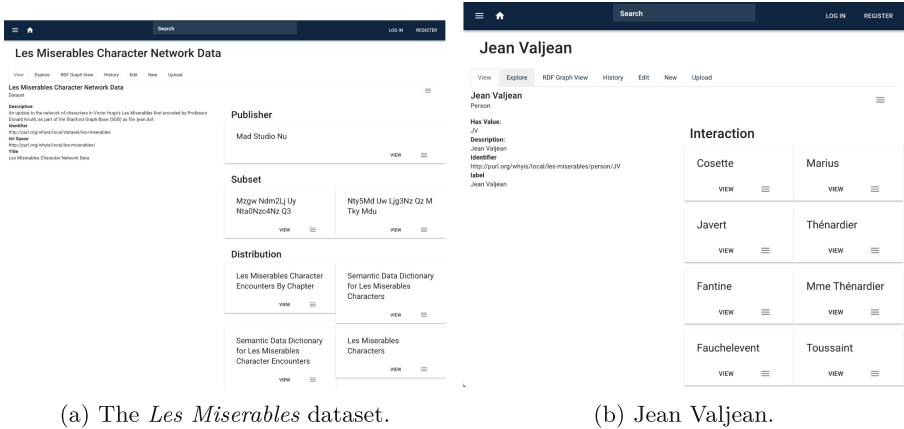 Search
LOG IN
REGISTER
Les Miserables Character Network Data
View
Explore
RDF Graph View
History
Edit
New
Upload
Les Miserables Character Network Data
Dataset
Description:
An update to the network of characters in Victor Hugo's Les Miserables first encoded by Professor
Donald Knuth, as part of the Stanford Graph Base (SGB) as file 'jean.dat'.
Identifier
http://purl.org/whyis/local/dataset/les-miserables
Uri Space
http://purl.org/whyis/local/les-miserables/
Title
Les Miserables Character Network Data
Publisher
Mad Studio Nu
VIEW
Subset
Mzgw Ndm2Lj Uy
Nta0Nzc4Nz Q3
VIEW
Nty5Md Uw Ljg3Nz Qz M
Tky Mdu
VIEW
Distribution
Les Miserables Character
Encounters By Chapter
VIEW
Semantic Data Dictionary
for Les Miserables
Characters
VIEW
Semantic Data Dictionary
for Les Miserables
Character Encounters
VIEW
Les Miserables
Characters
VIEW
(a) The Les Miserables dataset.
Search
LOG IN
REGISTER
Jean Valjean
View
Explore
RDF Graph View
History
Edit
New
Upload
Jean Valjean
Person
Has Value:
JV
Description:
Jean Valjean
Identifier
http://purl.org/whyis/local/les-miserables/person/JV
label
Jean Valjean
Interaction
Cosette
VIEW
Marius
VIEW
Javert
VIEW
Thénardier
VIEW
Fantine
VIEW
Mme Thénardier
VIEW
Fauchelevent
VIEW
Toussaint
VIEW
(b) Jean Valjean.